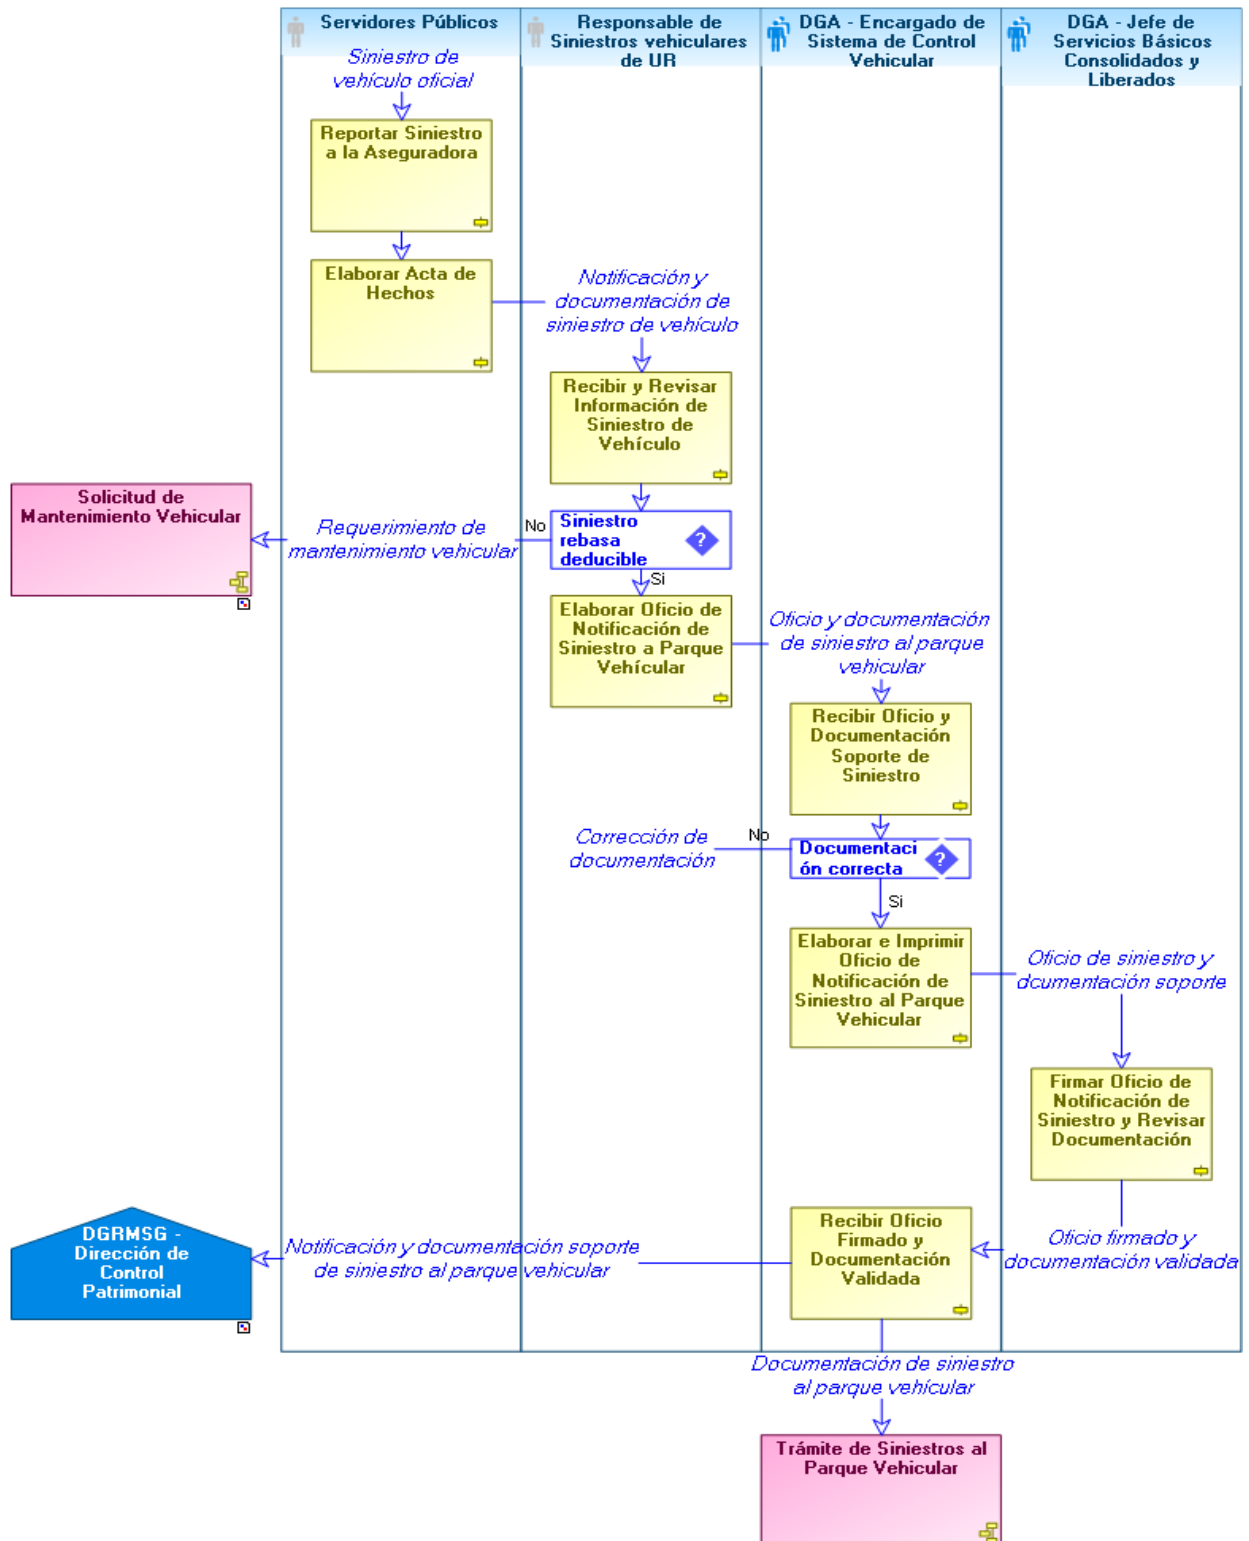 Servidores Públicos
Responsable de
Siniestros vehiculares
de UR
DGA - Encargado de
Sistema de Control
Vehicular
DGA - Jefe de
Servicios Básicos
Consolidados y
Liberados
Siniestro de
vehículo oficial
Reportar Siniestro
a la Aseguradora
Elaborar Acta de
Hechos
Notificación y
documentación de
siniestro de vehículo
Recibir y Revisar
Información de
Siniestro de
Vehículo
Solicitud de
Mantenimiento Vehicular
Requerimiento de
mantenimiento vehicular
No
Siniestro
rebasa
deducible
Si
Elaborar Oficio de
Notificación de
Siniestro a Parque
Vehícular
Oficio y documentación
de siniestro al parque
vehicular
Recibir Oficio y
Documentación
Soporte de
Siniestro
Corrección de
documentación
No
Documentaci
ón correcta
Si
Elaborar e Imprimir
Oficio de
Notificación de
Siniestro al Parque
Vehicular
Oficio de siniestro y
dcumentación soporte
Firmar Oficio de
Notificación de
Siniestro y Revisar
Documentación
Oficio firmado y
documentación validada
Recibir Oficio
Firmado y
Documentación
Validada
Notificación y documentación soporte
de siniestro al parque vehicular
DGRMSG -
Dirección de
Control
Patrimonial
Documentación de siniestro
al parque vehícular
Trámite de Siniestros al
Parque Vehicular